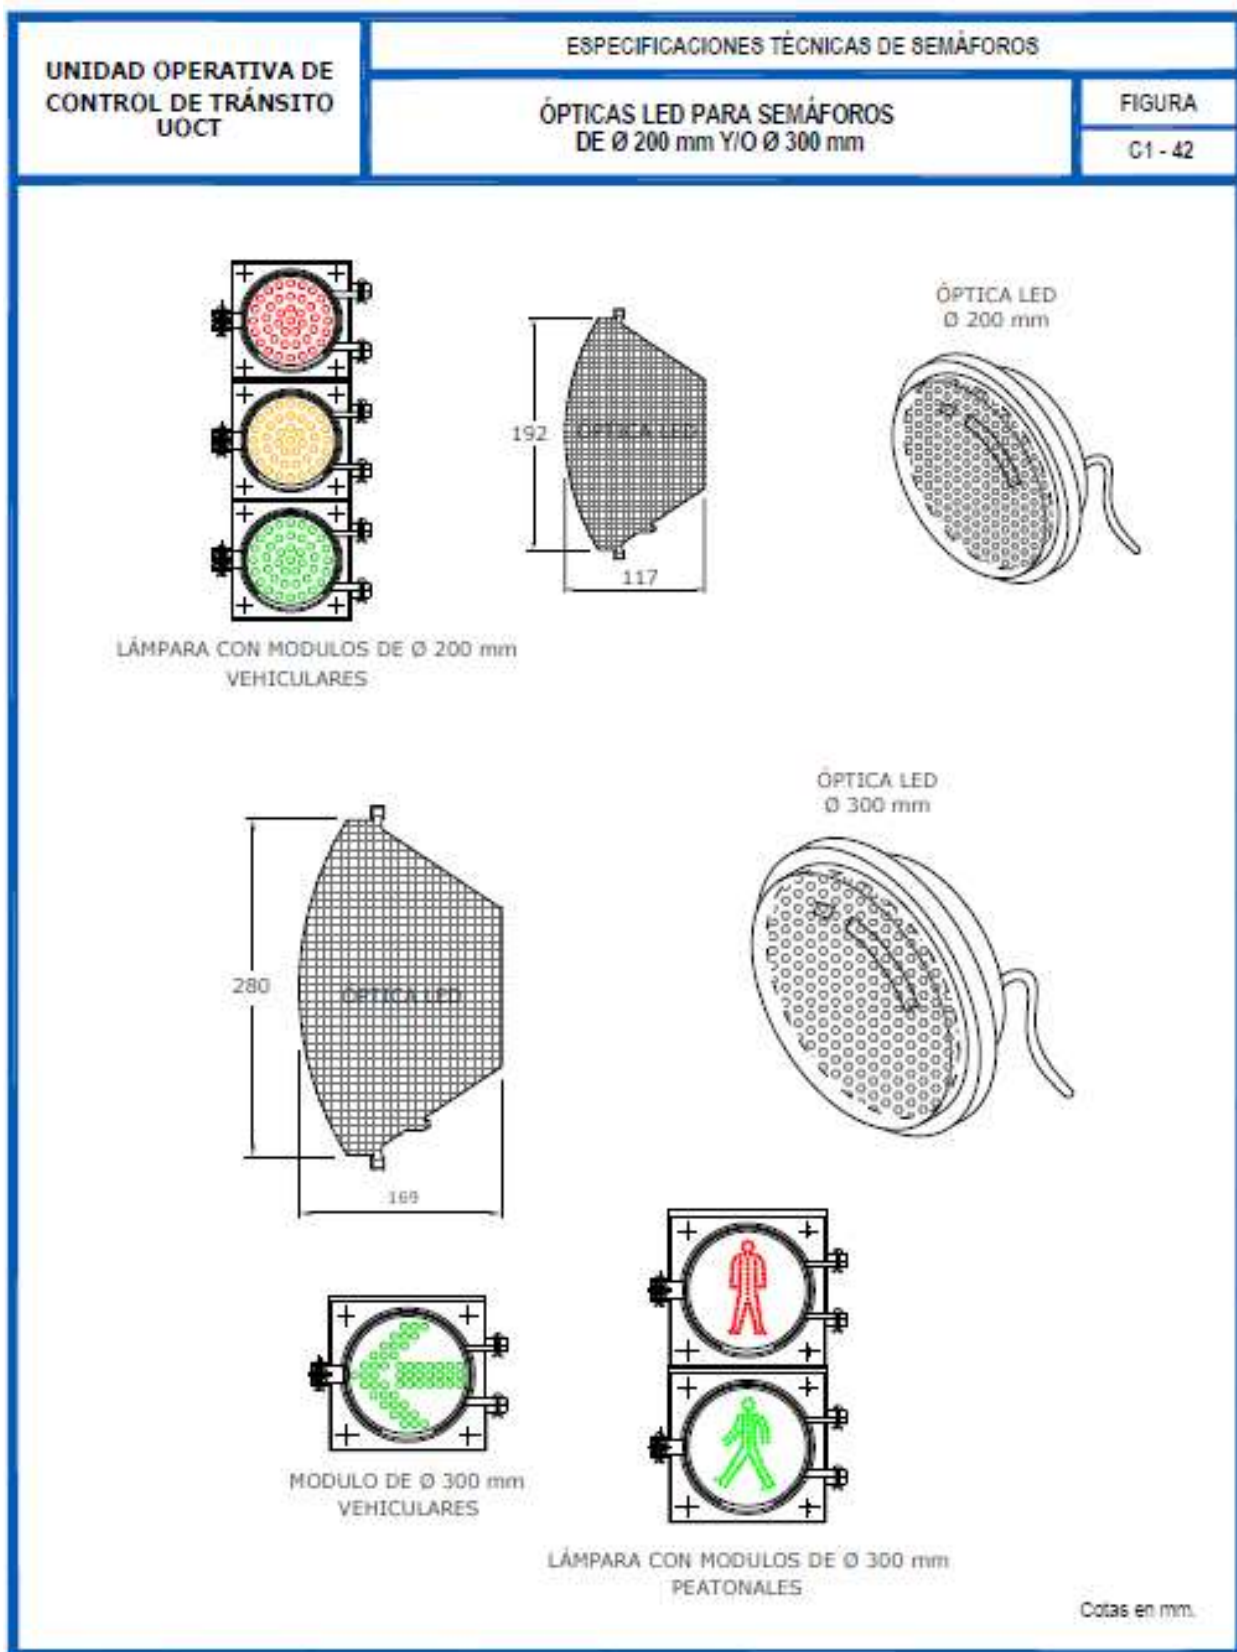 UNIDAD OPERATIVA DE
CONTROL DE TRÁNSITO
UOCT
ESPECIFICACIONES TÉCNICAS DE SEMÁFOROS
ÓPTICAS LED PARA SEMÁFOROS
DE Ø 200 mm Y/O Ø 300 mm
FIGURA
C1 - 42
ÓPTICA LED
Ø 200 mm
192
ÓPTICA LED
117
LÁMPARA CON MODULOS DE Ø 200 mm
VEHICULARES
ÓPTICA LED
Ø 300 mm
280
ÓPTICA LED
169
MODULO DE Ø 300 mm
VEHICULARES
LÁMPARA CON MODULOS DE Ø 300 mm
PEATONALES
Cotas en mm.